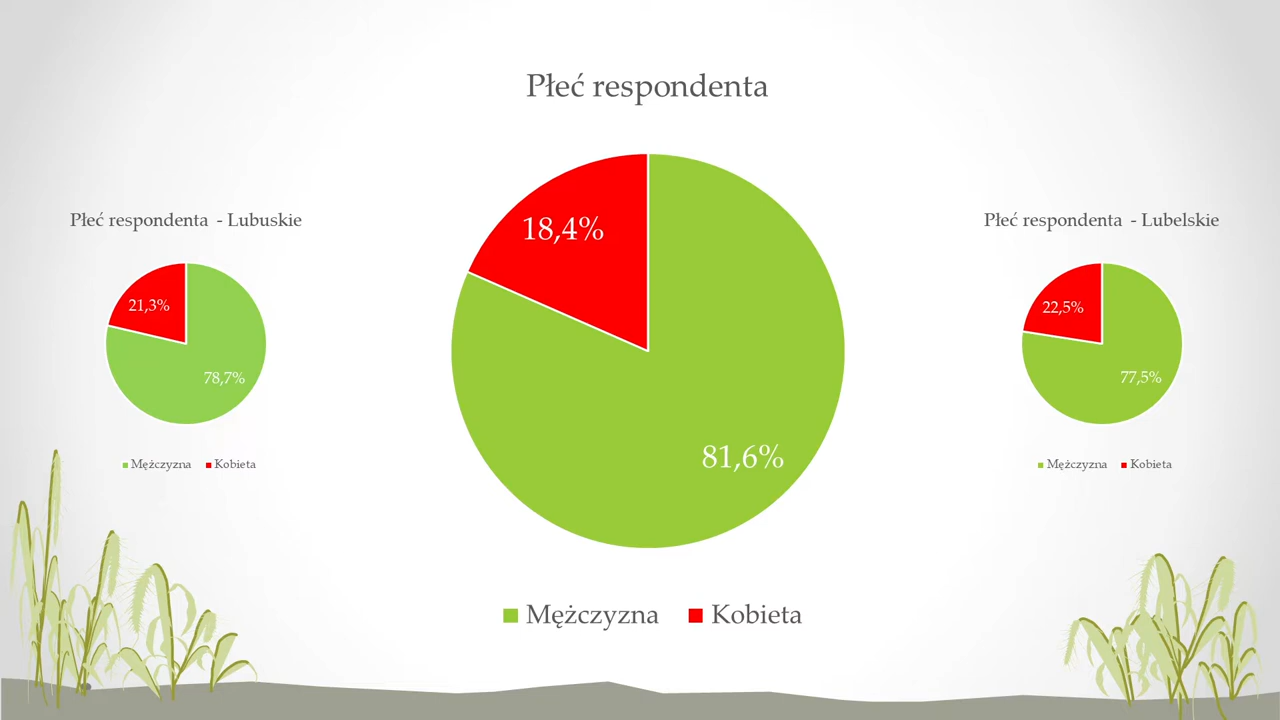 Płeć respondenta
18,4%
81,6%
Mężczyzna Kobieta
Płeć respondenta - Lubuskie
21,3%
78,7%
Mężczyzna Kobieta
Płeć respondenta - Lubelskie
22,5%
77,5%
Mężczyzna Kobieta